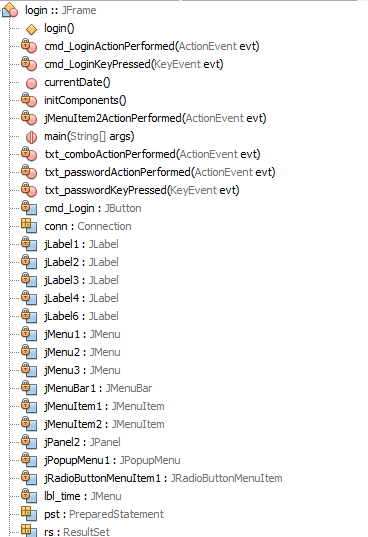 login :: JFrame
login()
cmd_LoginActionPerformed(ActionEvent evt)
cmd_LoginKeyPressed(KeyEvent evt)
currentDate()
initComponents()
jMenuItem2ActionPerformed(ActionEvent evt)
main(String[] args)
txt_comboActionPerformed(ActionEvent evt)
txt_passwordActionPerformed(ActionEvent evt)
txt_passwordKeyPressed(KeyEvent evt)
cmd_Login : JButton
conn : Connection
jLabel1 : JLabel
jLabel2 : JLabel
jLabel3 : JLabel
jLabel4 : JLabel
jLabel6 : JLabel
jMenu1 : JMenu
jMenu2 : JMenu
jMenu3 : JMenu
jMenuBar1 : JMenuBar
jMenuItem1 : JMenuItem
jMenuItem2 : JMenuItem
jPanel2 : JPanel
jPopupMenu1 : JPopupMenu
jRadioButtonMenuItem1 : JRadioButtonMenuItem
lbl_time : JMenu
pst : PreparedStatement
rs : ResultSet